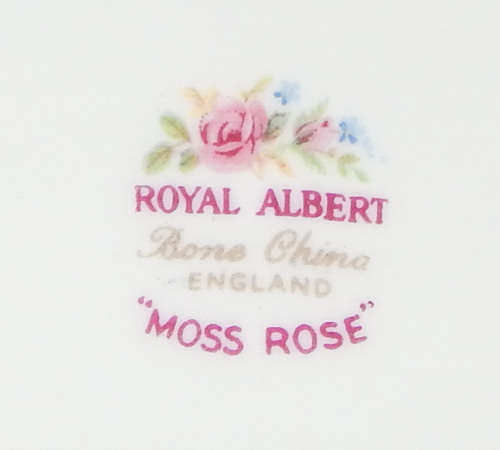 ROYAL ALBERT
Bone China
ENGLAND
"MOSS ROSE"